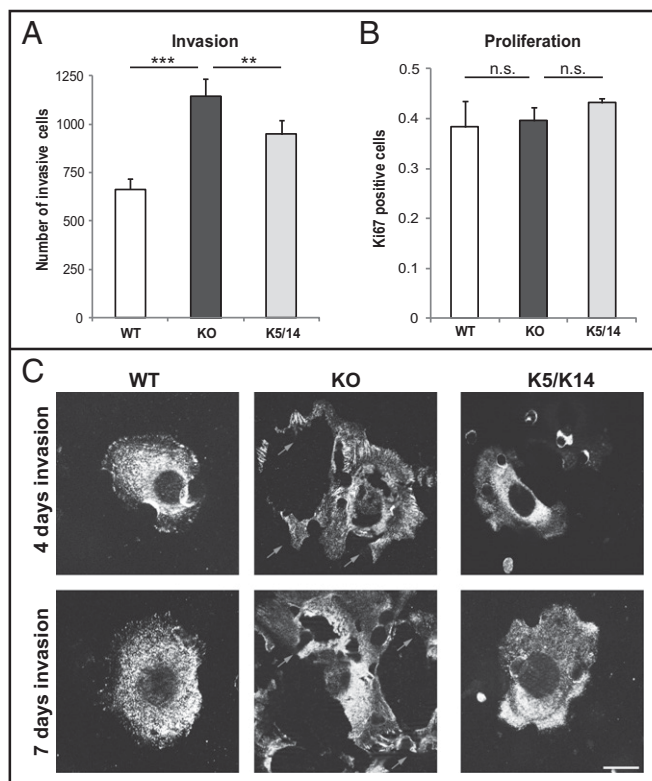 A
Invasion
*** **
1250
1000
750
500
250
0
Number of invasive cells
WT KO K5/14
B
Proliferation
n.s. n.s.
0.5
0.4
0.3
0.2
0.1
0
Ki67 positive cells
WT KO K5/14
C
WT KO K5/K14
4 days invasion
7 days invasion